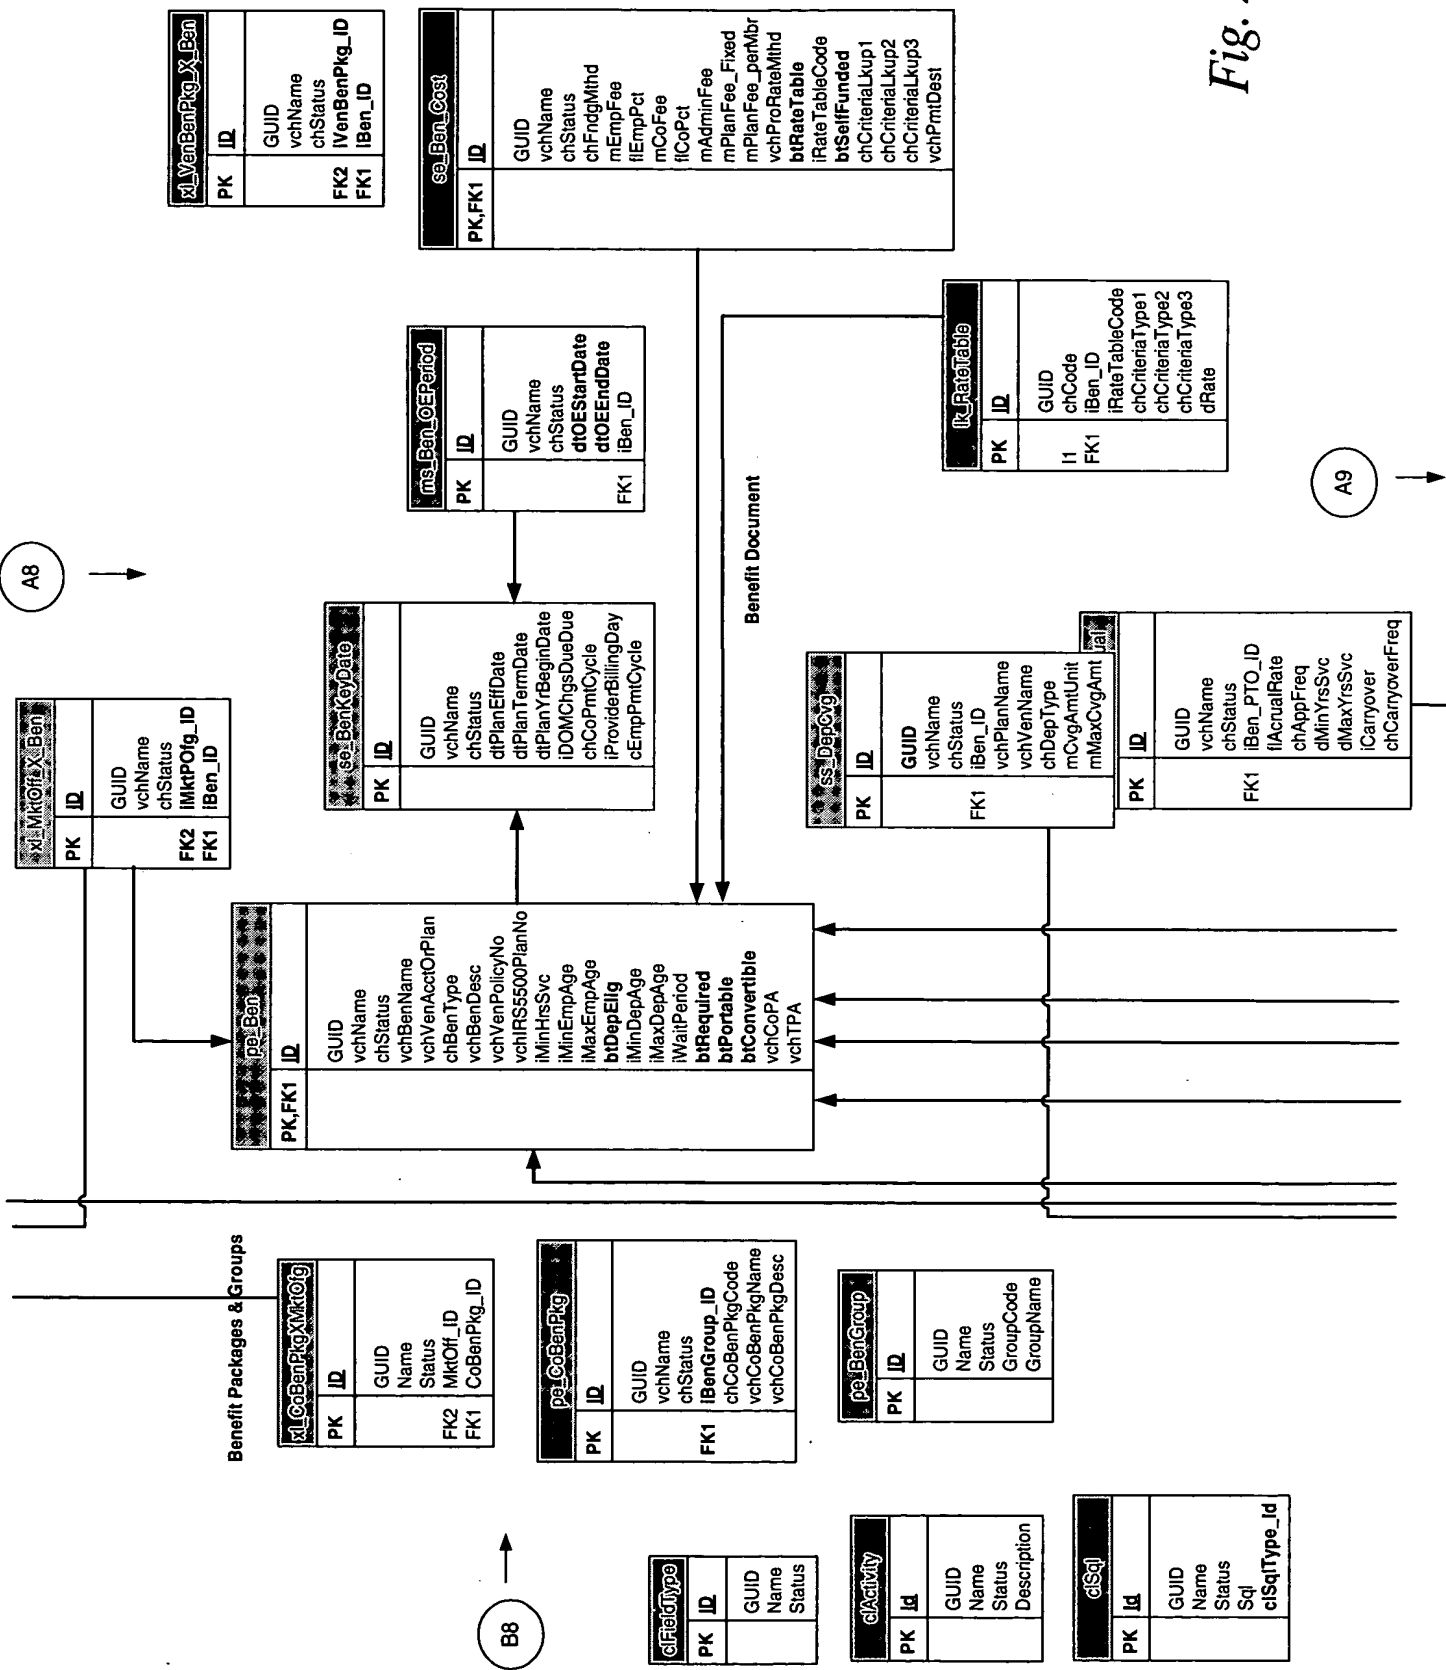 A8
xl_MktOff_X_Ben
PK ID
GUID
vchName
chStatus
FK2 iMktPOfg_ID
FK1 iBen_ID
xl_VenBenPkg_X_Ben
PK ID
GUID
vchName
chStatus
FK2 IVenBenPkg_ID
FK1 IBen_ID
se_Ben_Cost
PK,FK1 ID
GUID
vchName
chStatus
chFndgMthd
mEmpFee
flEmpPct
mCoFee
flCoPct
mAdminFee
mPlanFee_Fixed
mPlanFee_perMbr
vchProRateMthd
btRateTable
iRateTableCode
btSelfFunded
chCriteriaLkup1
chCriteriaLkup2
chCriteriaLkup3
vchPmtDest
ms_Ben_OEPeriod
PK ID
GUID
vchName
chStatus
dtOEStartDate
dtOEEndDate
FK1 iBen_ID
se_BenKeyDate
PK ID
GUID
vchName
chStatus
dtPlanEffDate
dtPlanTermDate
dtPlanYrBeginDate
iDOMChgsDueDue
chCoPmtCycle
iProviderBillingDay
cEmpPmtCycle
pe_Ben
PK,FK1 ID
GUID
vchName
chStatus
vchBenName
vchVenAcctOrPlan
chBenType
vchBenDesc
vchVenPolicyNo
vchIRS5500PlanNo
iMinHrsSvc
iMinEmpAge
iMaxEmpAge
btDepElig
iMinDepAge
iMaxDepAge
iWaitPeriod
btRequired
btPortable
btConvertible
vchCoPA
vchTPA
Benefit Document
lk_RateTable
PK ID
GUID
I1 chCode
FK1 iBen_ID
iRateTableCode
chCriteriaType1
chCriteriaType2
chCriteriaType3
dRate
ss_DepCvg
PK ID
GUID
vchName
chStatus
FK1 iBen_ID
vchPlanName
vchVenName
chDepType
mCvgAmtUnit
mMaxCvgAmt
ual
PK ID
GUID
vchName
chStatus
FK1 iBen_PTO_ID
flAcrualRate
chAppFreq
dMinYrsSvc
dMaxYrsSvc
iCarryover
chCarryoverFreq
A9
Benefit Packages & Groups
xl_CoBenPkgXMktOfg
PK ID
GUID
Name
Status
FK2 MktOff_ID
FK1 CoBenPkg_ID
pe_CoBenPkg
PK ID
GUID
vchName
chStatus
FK1 IBenGroup_ID
chCoBenPkgCode
vchCoBenPkgName
vchCoBenPkgDesc
pe_BenGroup
PK ID
GUID
Name
Status
GroupCode
GroupName
B8
clFieldType
PK ID
GUID
Name
Status
clActivity
PK Id
GUID
Name
Status
Description
clSql
PK Id
GUID
Name
Status
Sql
clSqlType_Id
Fig.